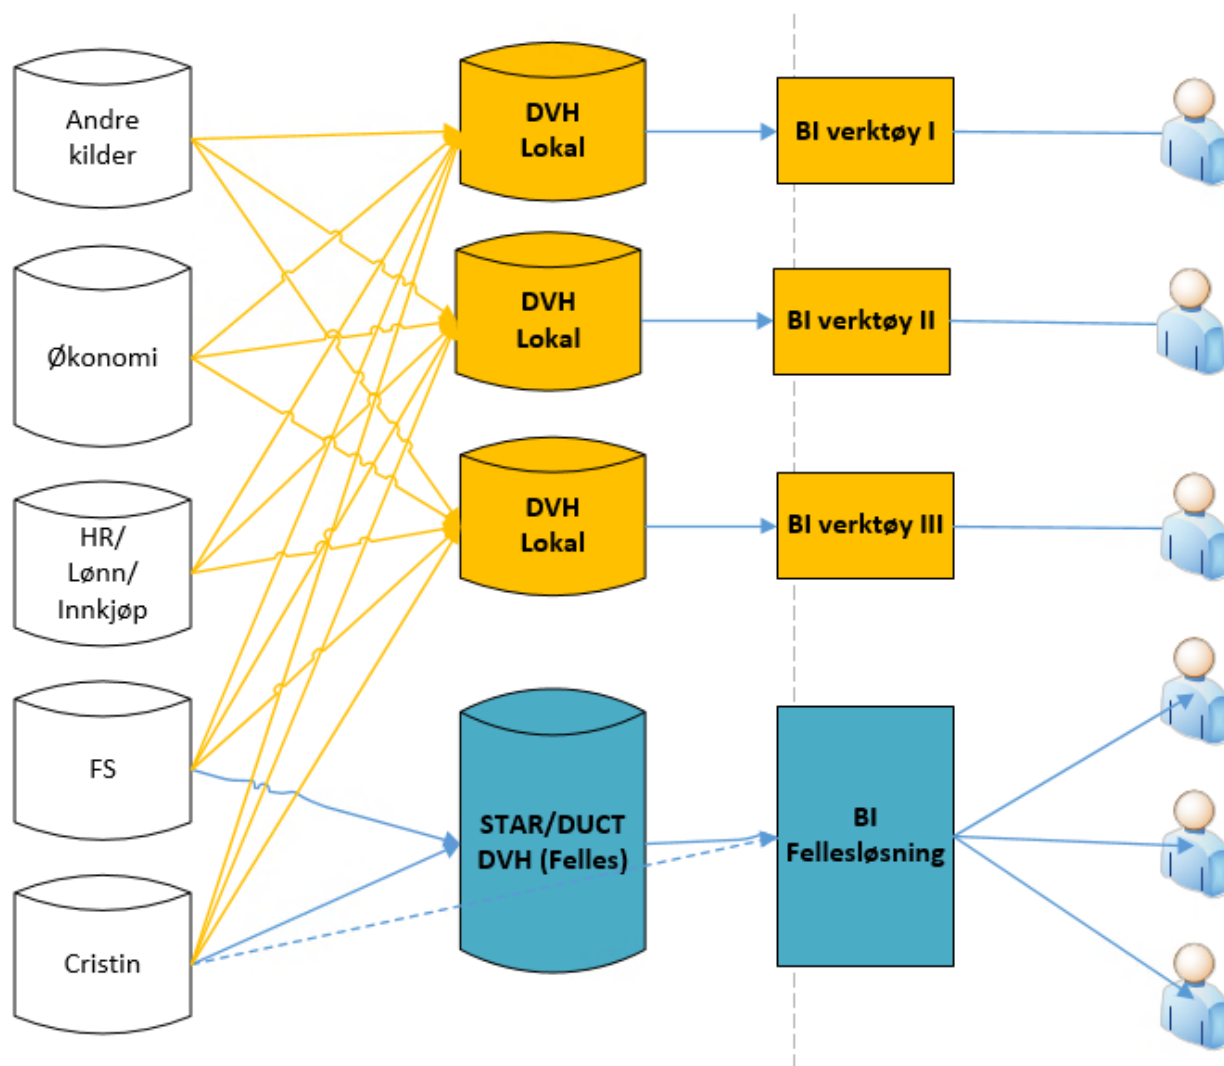 Andre
kilder
DVH
Lokal
BI verktøy I
Økonomi
DVH
Lokal
BI verktøy II
HR/
Lønn/
Innkjøp
DVH
Lokal
BI verktøy III
FS
STAR/DUCT
DVH (Felles)
BI
Fellesløsning
Cristin